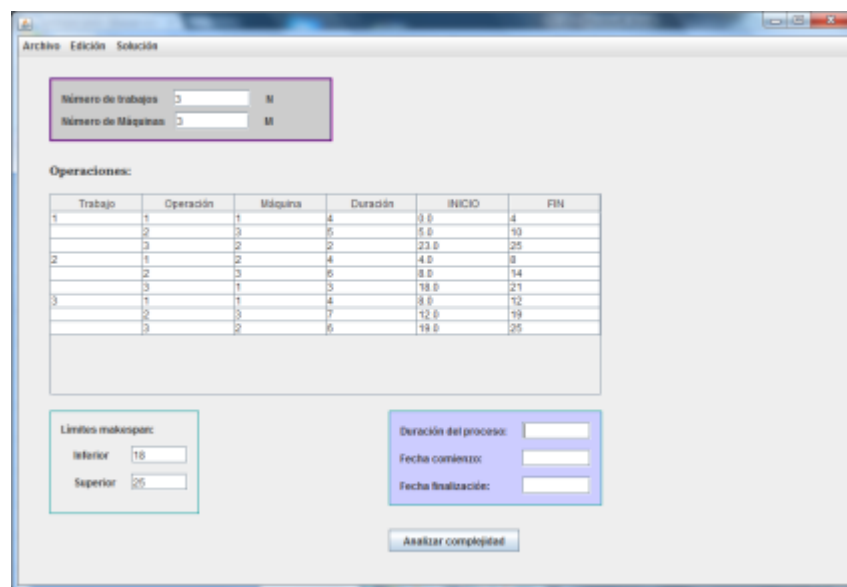 Archivo Edición Solución
Número de trabajos 3 N
Número de Máquinas 3 M
Operaciones:
Trabajo Operación Máquina Duración INICIO FIN
1 1 1 4 0.0 4
2 3 5 5.0 10
3 2 2 23.0 25
2 1 2 4 4.0 8
2 3 6 8.0 14
3 1 3 18.0 21
3 1 1 4 8.0 12
2 3 7 12.0 19
3 2 6 19.0 25
Límites makespan:
Inferior 18
Superior 25
Duración del proceso:
Fecha comienzo:
Fecha finalización:
Analizar complejidad